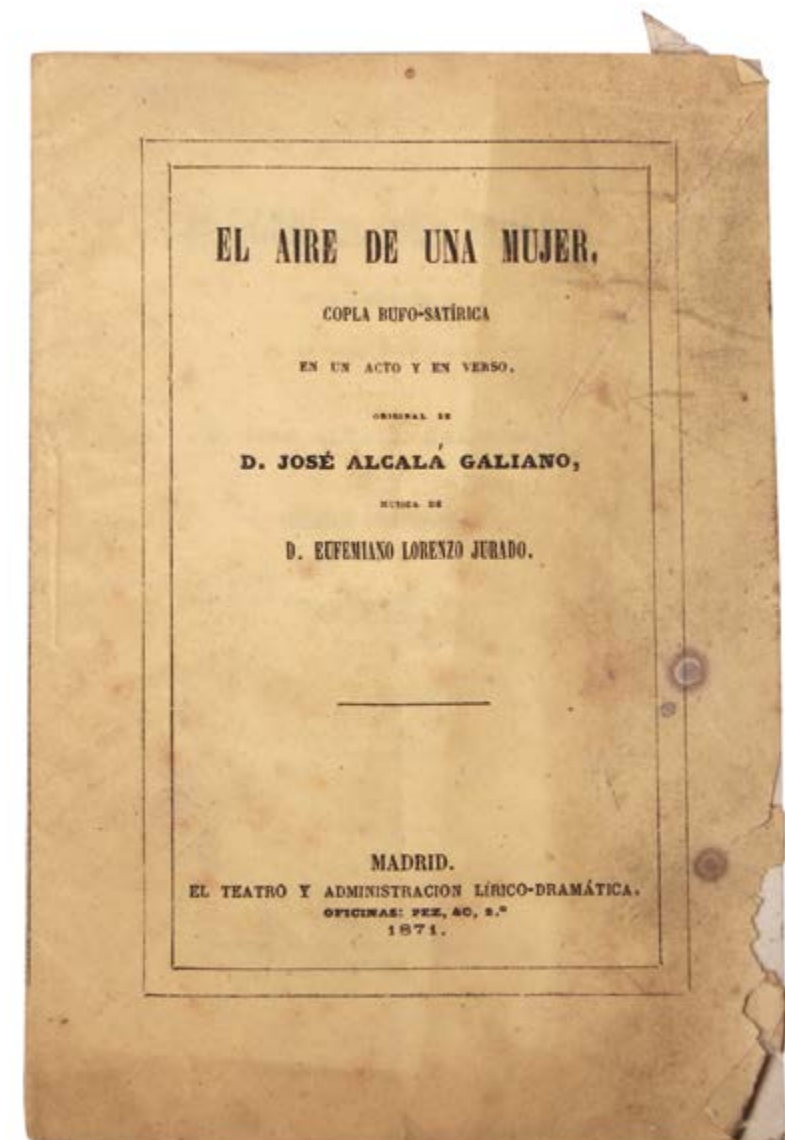 EL AIRE DE UNA MUJER.
COPLA BUFO-SATÍRICA
EN UN ACTO Y EN VERSO.
ORIGINAL DE
D. JOSÉ ALCALÁ GALIANO,
MUSICA DE
D. EUFEMIANO LORENZO JURADO.
MADRID.
EL TEATRO Y ADMINISTRACION LÍRICO-DRAMÁTICA.
OFICINAS: PEZ, 40, 2.º
1871.